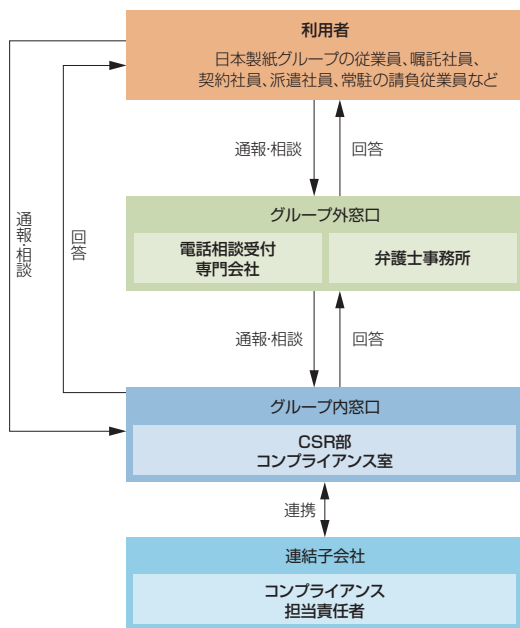 利用者
日本製紙グループの従業員、嘱託社員、
契約社員、派遣社員、常駐の請負従業員など
通報・相談
回答
グループ外窓口
電話相談受付
専門会社
弁護士事務所
通報・相談
回答
通報・相談
回答
グループ内窓口
CSR部
コンプライアンス室
連携
連結子会社
コンプライアンス
担当責任者